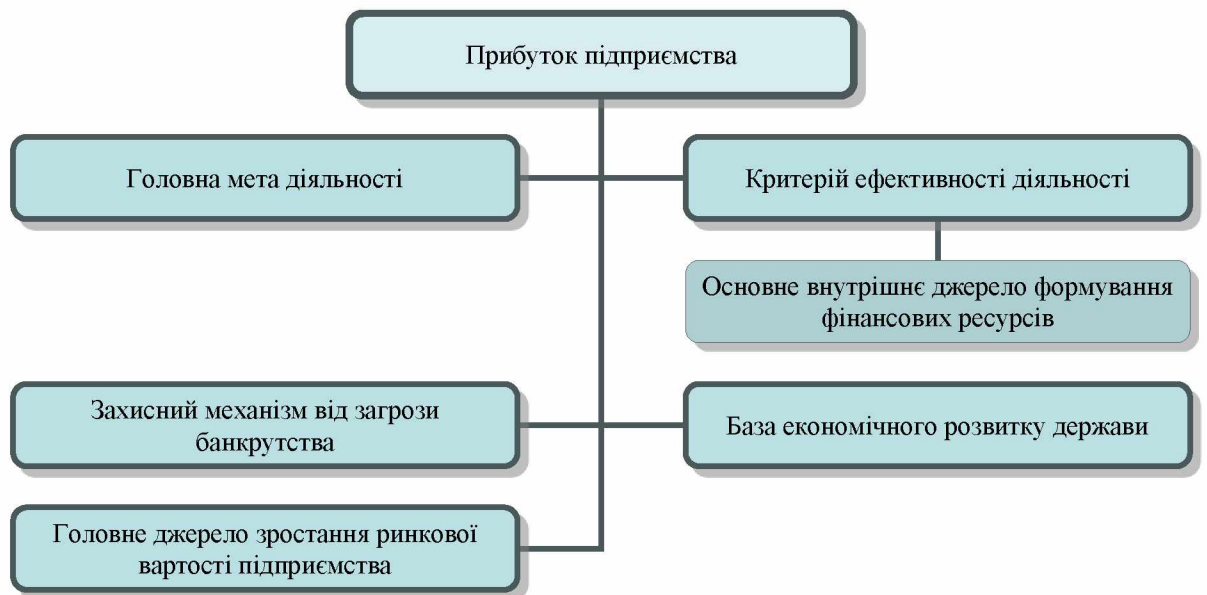 Прибуток підприємства
Головна мета діяльності
Критерій ефективності діяльності
Основне внутрішнє джерело формування
фінансових ресурсів
Захисний механізм від загрози
банкрутства
База економічного розвитку держави
Головне джерело зростання ринкової
вартості підприємства